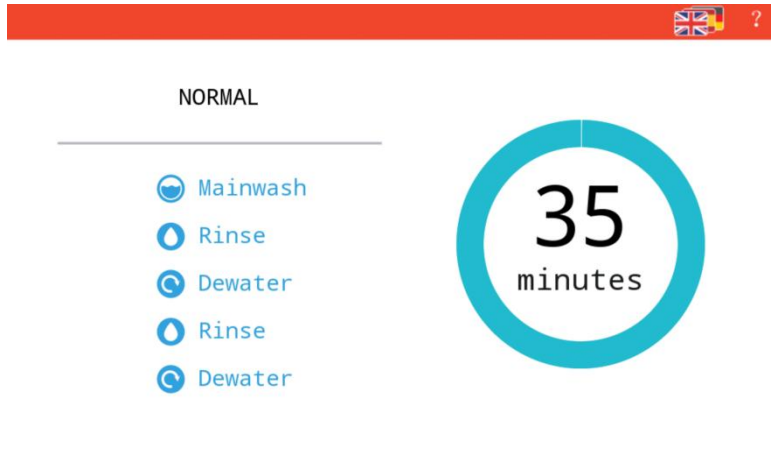 ?
NORMAL
Mainwash
Rinse
Dewater
Rinse
Dewater
35
minutes